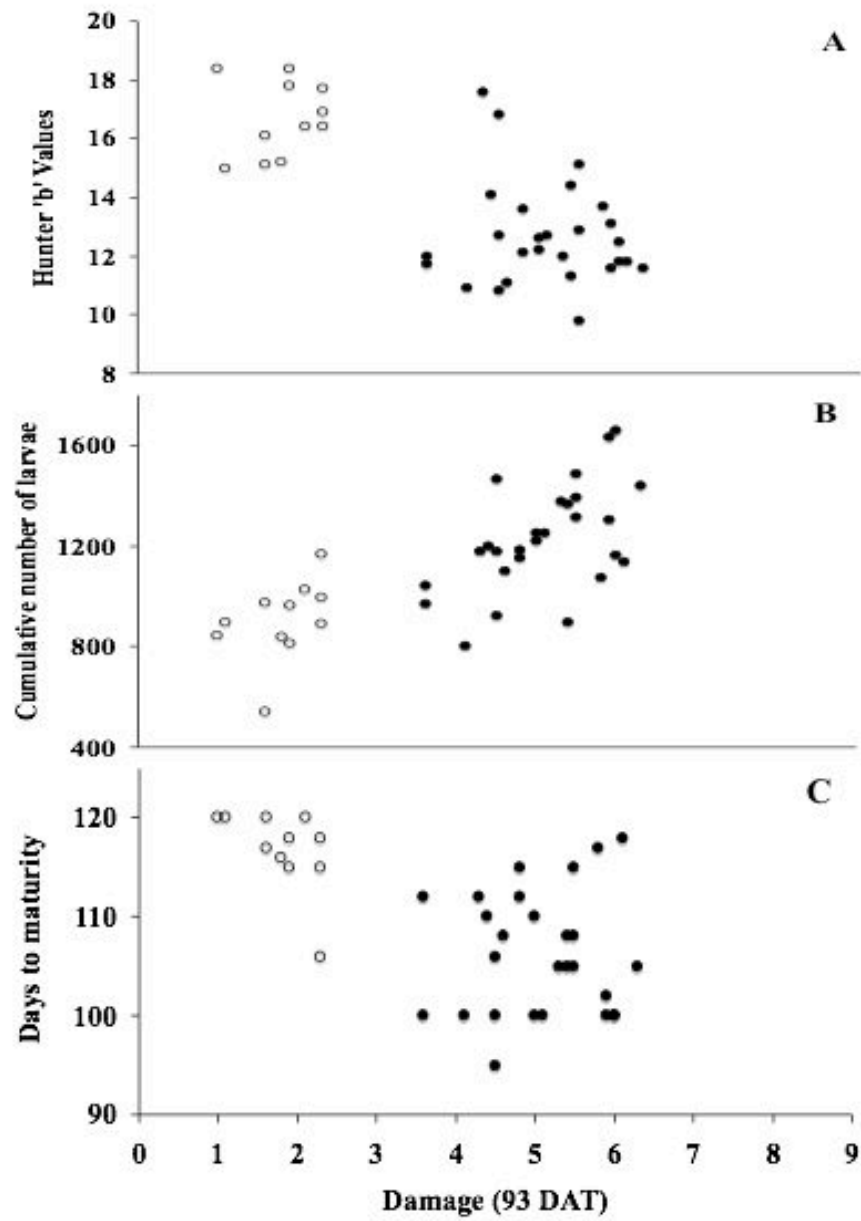 A
20
18
16
14
12
10
8
Hunter 'b' Values
B
1600
1200
800
400
Cumulative number of larvae
C
120
110
100
90
Days to maturity
0 1 2 3 4 5 6 7 8 9
Damage (93 DAT)